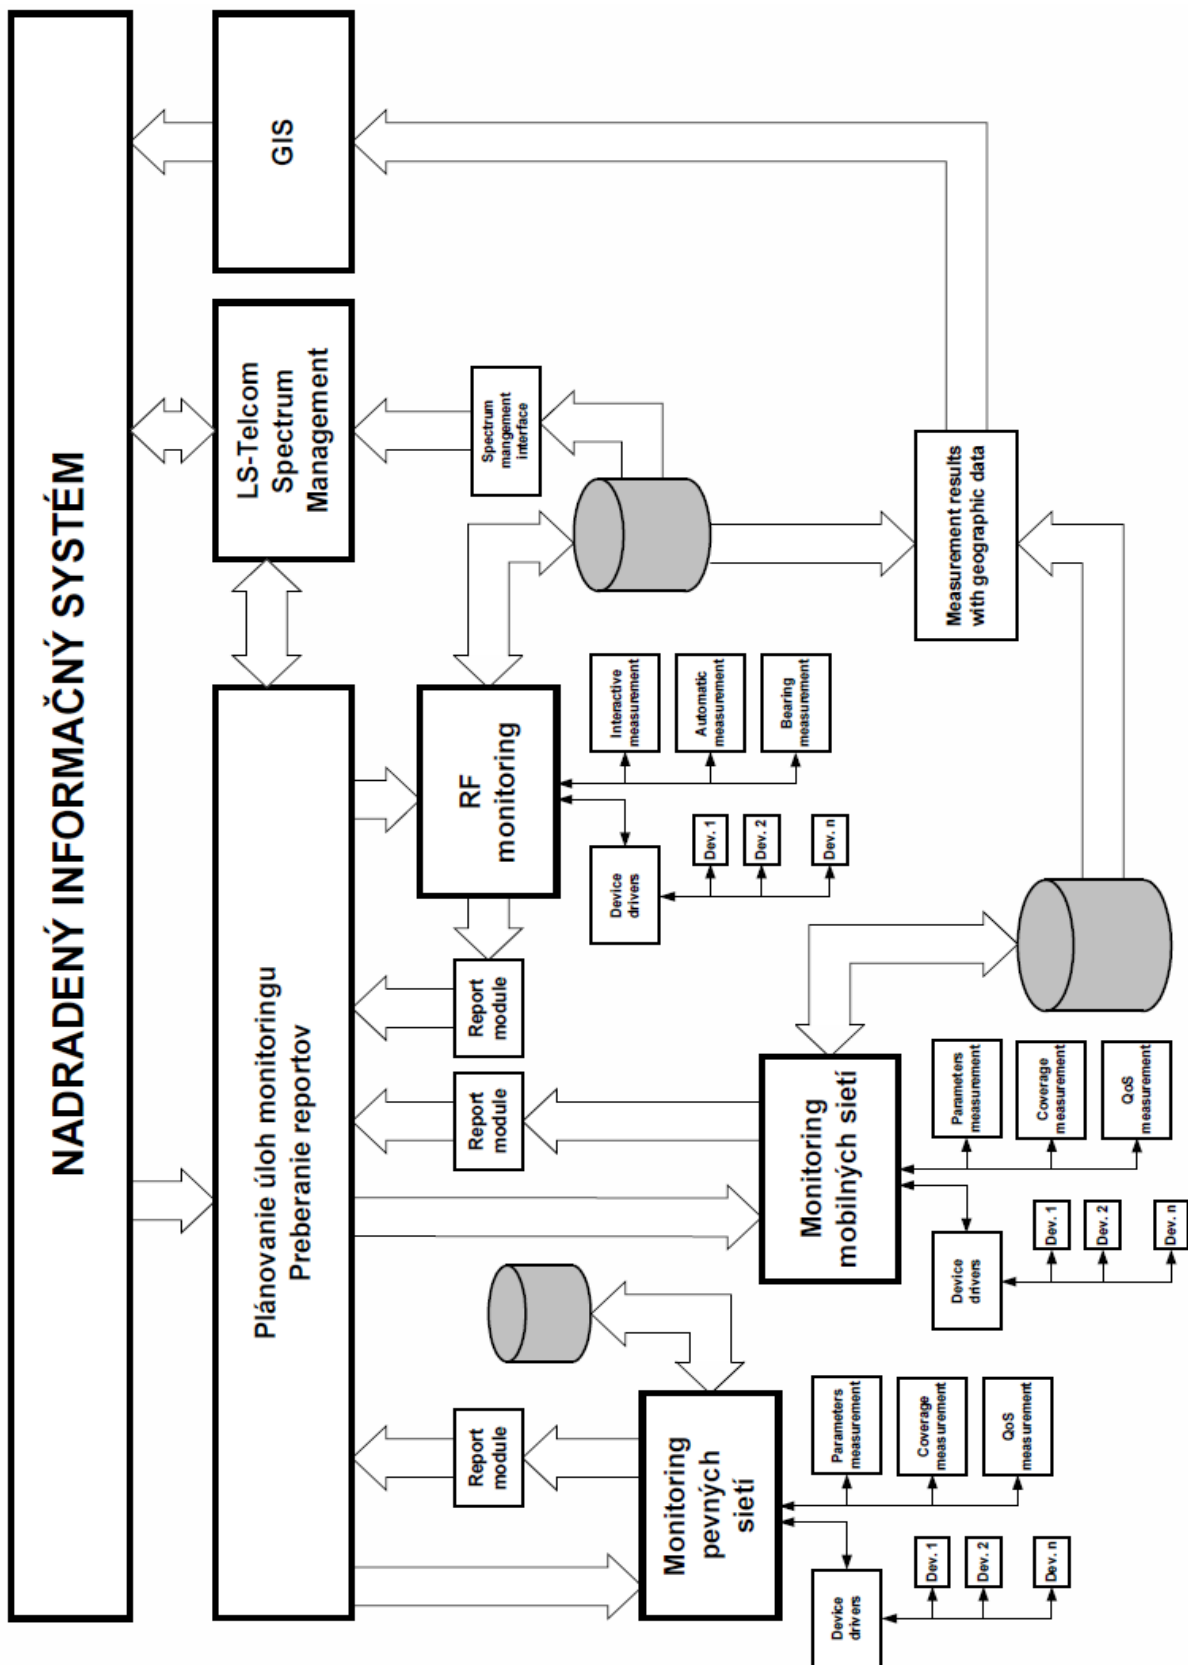 NADRADENÝ INFORMAČNÝ SYSTÉM
Plánovanie úloh monitoringu
Preberanie reportov
LS-Telcom
Spectrum
Management
GIS
Report
module
Report
module
Report
module
RF
monitoring
Spectrum
mangement
interface
Monitoring
pevných
sietí
Monitoring
mobilných sietí
Interactive
measurement
Automatic
measurement
Bearing
measurement
Device
drivers
Dev. 1
Dev. 2
Dev. n
Measurement results
with geographic data
Parameters
measurement
Coverage
measurement
QoS
measurement
Device
drivers
Dev. 1
Dev. 2
Dev. n
Parameters
measurement
Coverage
measurement
QoS
measurement
Device
drivers
Dev. 1
Dev. 2
Dev. n